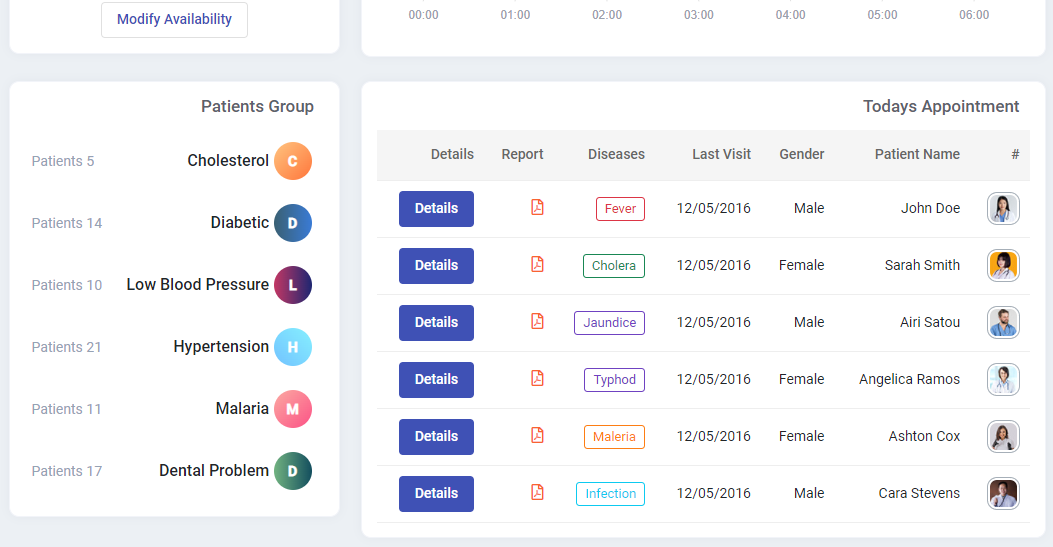 Modify Availability
00:00 01:00 02:00 03:00 04:00 05:00 06:00
Patients Group
Patients 5 Cholesterol C
Patients 14 Diabetic D
Patients 10 Low Blood Pressure L
Patients 21 Hypertension H
Patients 11 Malaria M
Patients 17 Dental Problem D
Todays Appointment
Details Report Diseases Last Visit Gender Patient Name #
Details Fever 12/05/2016 Male John Doe
Details Cholera 12/05/2016 Female Sarah Smith
Details Jaundice 12/05/2016 Male Airi Satou
Details Typhod 12/05/2016 Female Angelica Ramos
Details Maleria 12/05/2016 Female Ashton Cox
Details Infection 12/05/2016 Male Cara Stevens